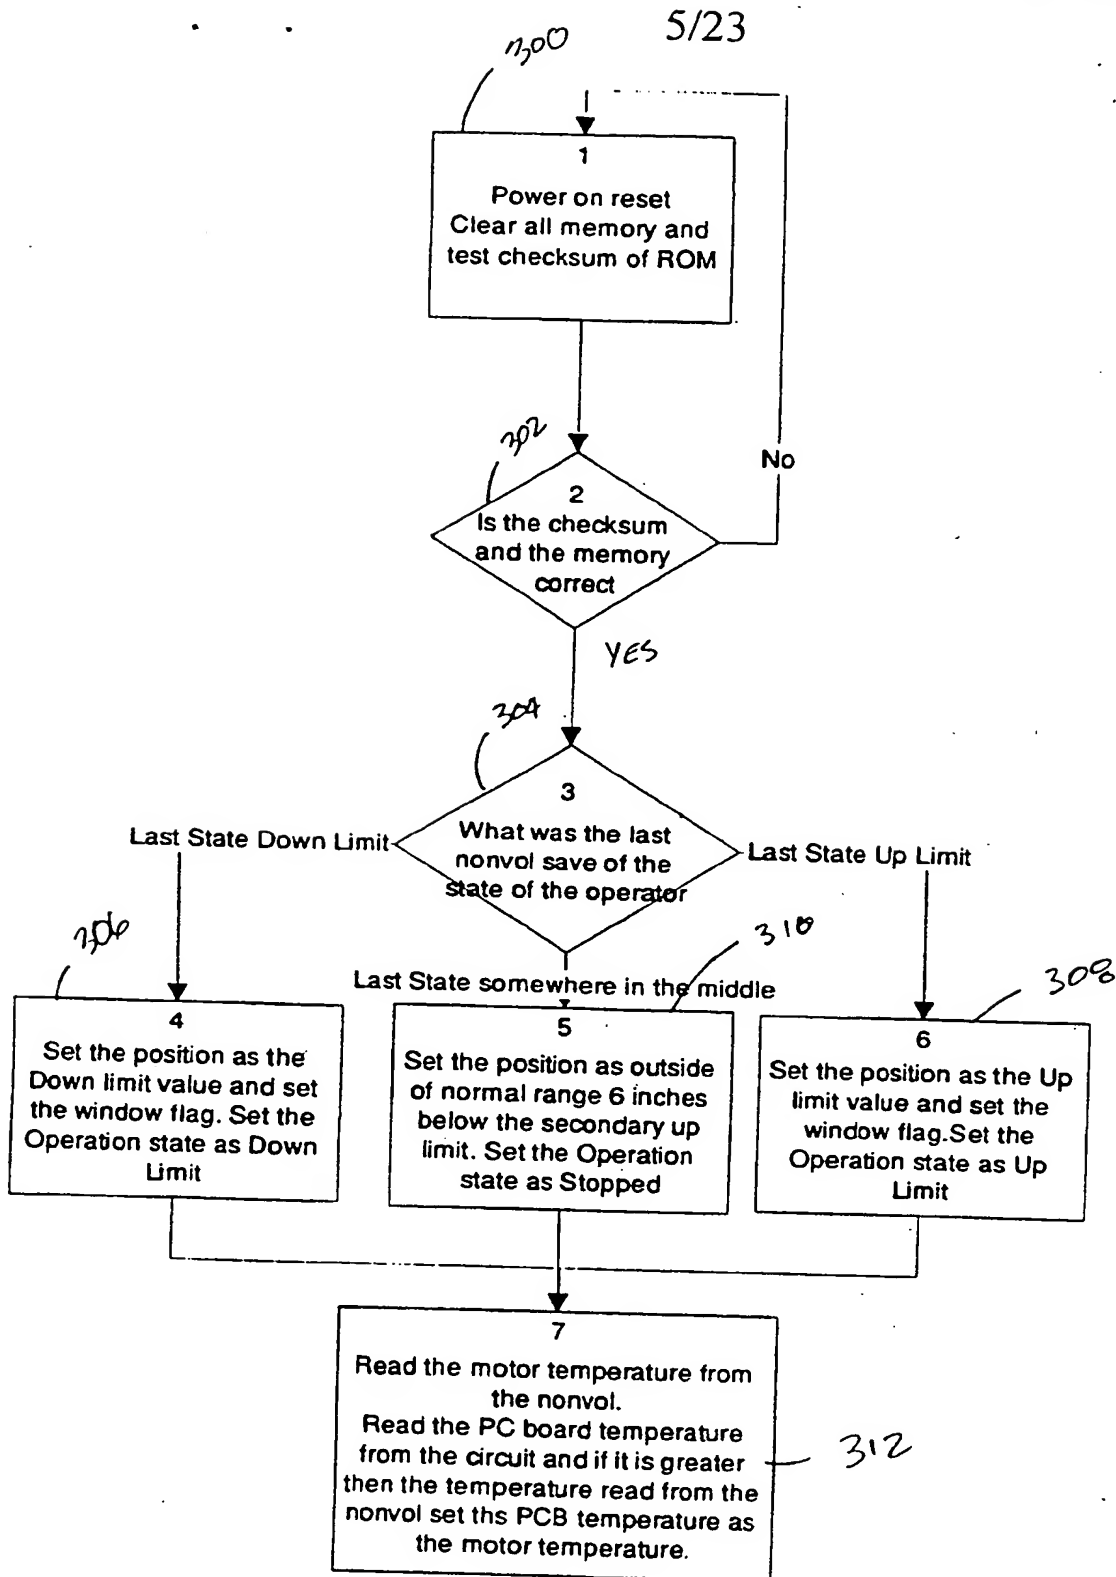 5/23
300
1
Power on reset
Clear all memory and
test checksum of ROM
302
No
2
Is the checksum
and the memory
correct
YES
304
3
What was the last
nonvol save of the
state of the operator
Last State Down Limit
Last State Up Limit
306
310
308
Last State somewhere in the middle
4
Set the position as the
Down limit value and set
the window flag. Set the
Operation state as Down
Limit
5
Set the position as outside
of normal range 6 inches
below the secondary up
limit. Set the Operation
state as Stopped
6
Set the position as the Up
limit value and set the
window flag.Set the
Operation state as Up
Limit
7
Read the motor temperature from
the nonvol.
Read the PC board temperature
from the circuit and if it is greater
then the temperature read from the
nonvol set ths PCB temperature as
the motor temperature.
312